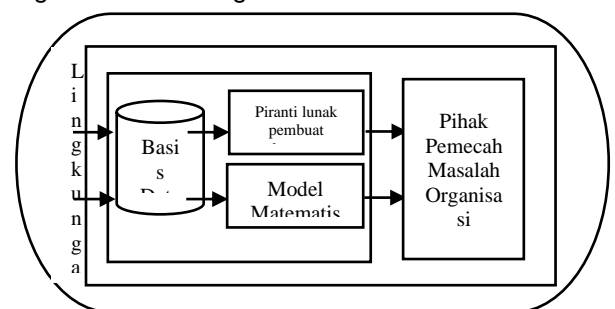 Lingkunga
Basi
s
Piranti lunak
pembuat
Model
Matematis
Pihak
Pemecah
Masalah
Organisa
si